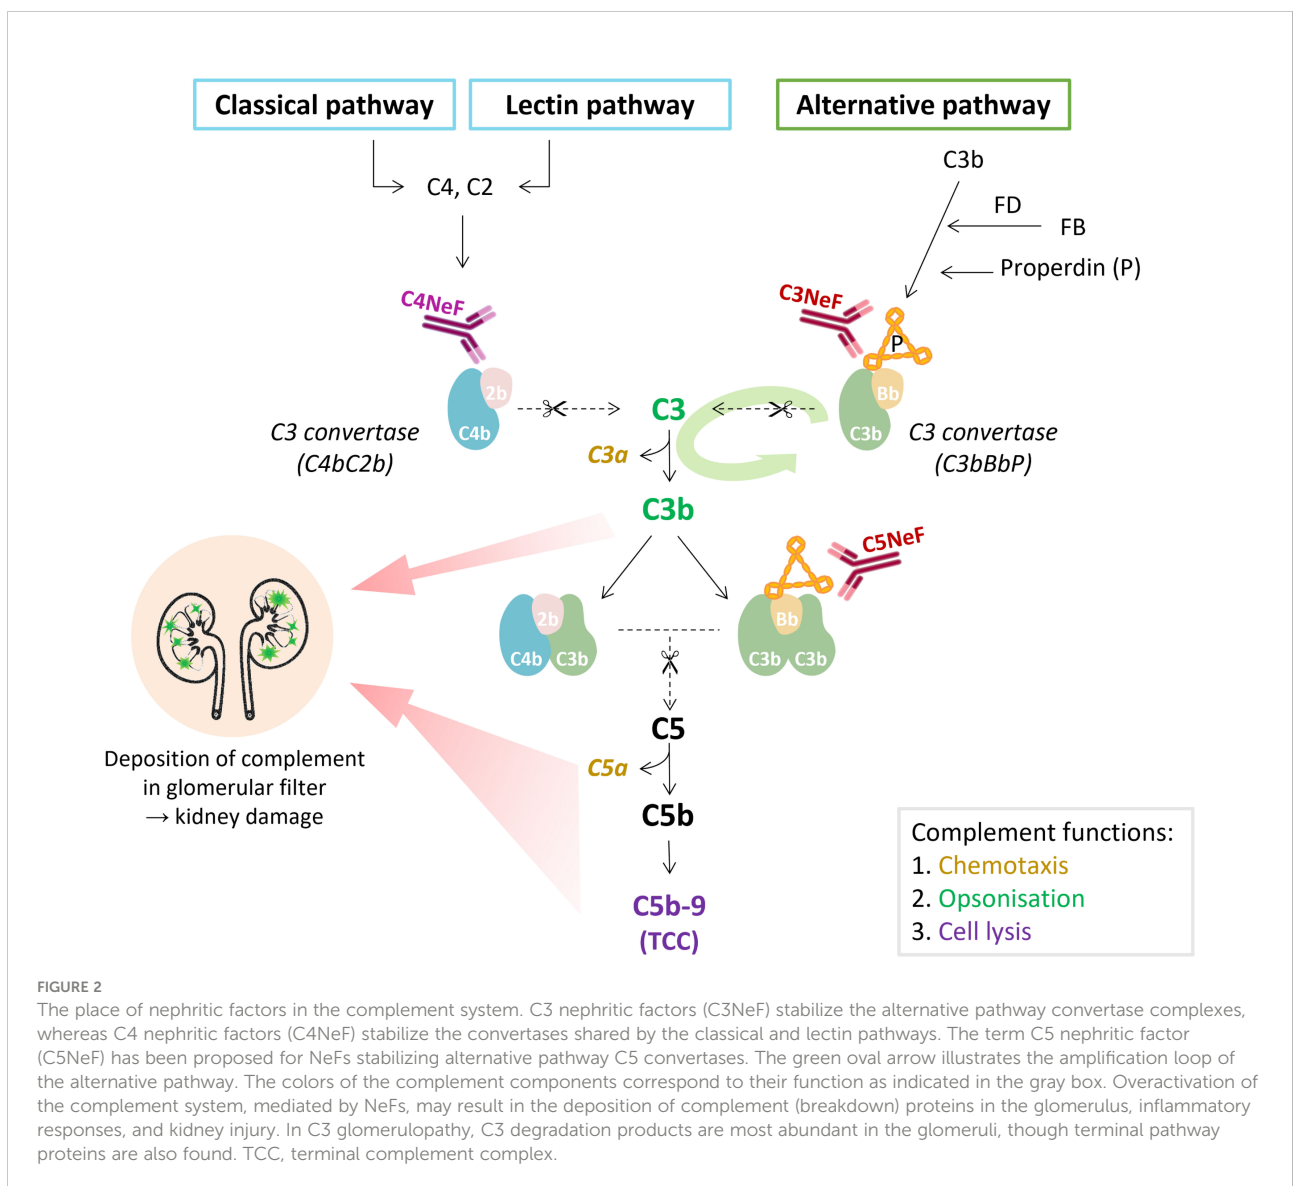 Classical pathway
Lectin pathway
Alternative pathway
C4, C2
C3b
FD
FB
Properdin (P)
C4NeF
C3NeF
P
2b
C4b
C3 convertase
(C4bC2b)
C3
C3a
C3b
Bb
C3b
C3 convertase
(C3bBbP)
C5NeF
2b
C4b
C3b
Bb
C3b
C3b
Deposition of complement
in glomerular filter
→ kidney damage
C5
C5a
C5b
C5b-9
(TCC)
Complement functions:
1. Chemotaxis
2. Opsonisation
3. Cell lysis
FIGURE 2
The place of nephritic factors in the complement system. C3 nephritic factors (C3NeF) stabilize the alternative pathway convertase complexes,
whereas C4 nephritic factors (C4NeF) stabilize the convertases shared by the classical and lectin pathways. The term C5 nephritic factor
(C5NeF) has been proposed for NeFs stabilizing alternative pathway C5 convertases. The green oval arrow illustrates the amplification loop of
the alternative pathway. The colors of the complement components correspond to their function as indicated in the gray box. Overactivation of
the complement system, mediated by NeFs, may result in the deposition of complement (breakdown) proteins in the glomerulus, inflammatory
responses, and kidney injury. In C3 glomerulopathy, C3 degradation products are most abundant in the glomeruli, though terminal pathway
proteins are also found. TCC, terminal complement complex.